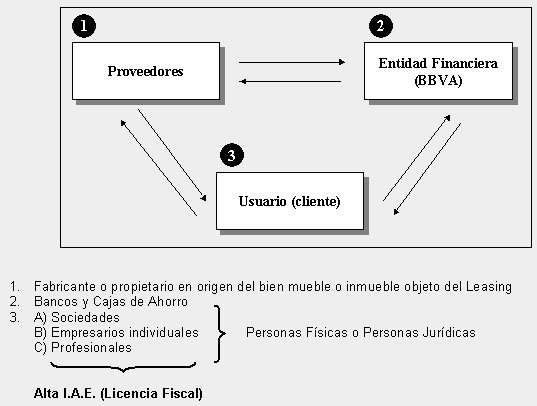 1
2
Proveedores
Entidad Financiera
(BBVA)
3
Usuario (cliente)
1. Fabricante o propietario en origen del bien mueble o inmueble objeto del Leasing
2. Bancos y Cajas de Ahorro
3. A) Sociedades
B) Empresarios individuales
Personas Físicas o Personas Jurídicas
C) Profesionales
Alta I.A.E. (Licencia Fiscal)